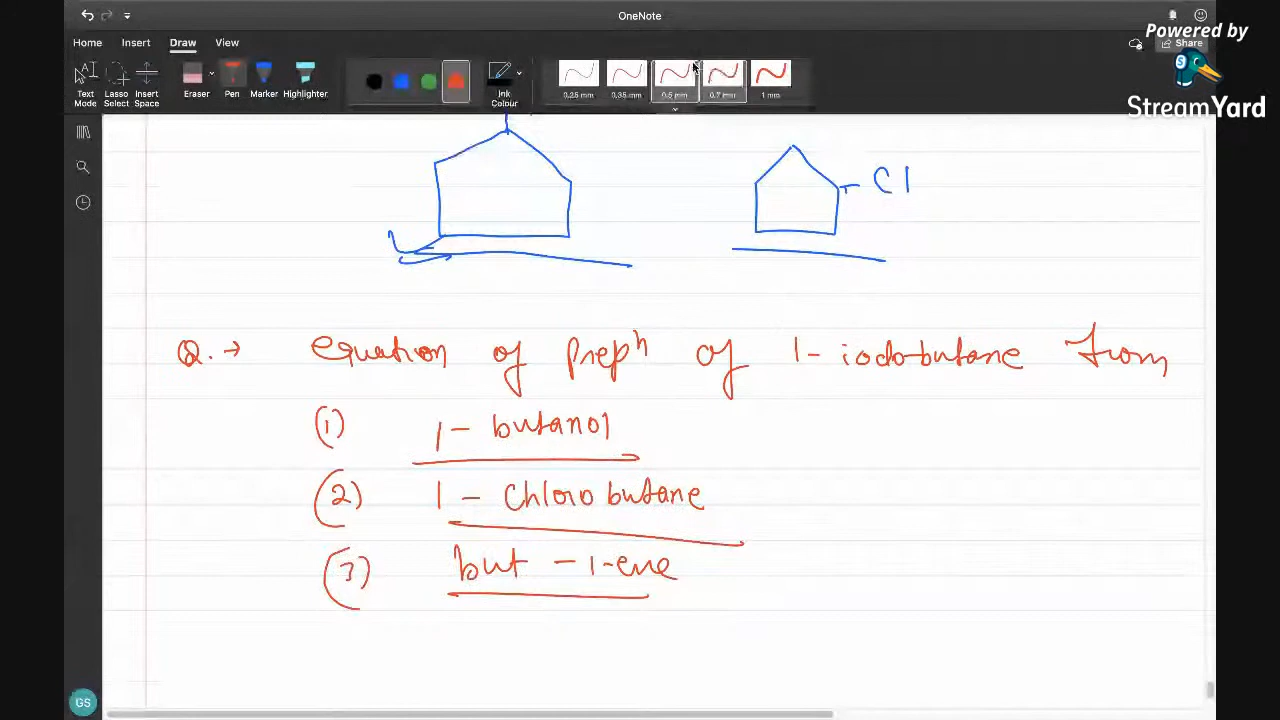 OneNote
Powered by
Home Insert Draw View
Share
StreamYard
Text Mode
Lasso Select
Insert Space
Eraser
Pen
Marker
Highlighter
Ink Colour
0.25 mm
0.35 mm
0.5 mm
0.7 mm
1 mm
Cl
Q. → equation of Prepⁿ of 1-iodobutane from
(1) 1-butanol
(2) 1-Chlorobutane
(3) but-1-ene
GS